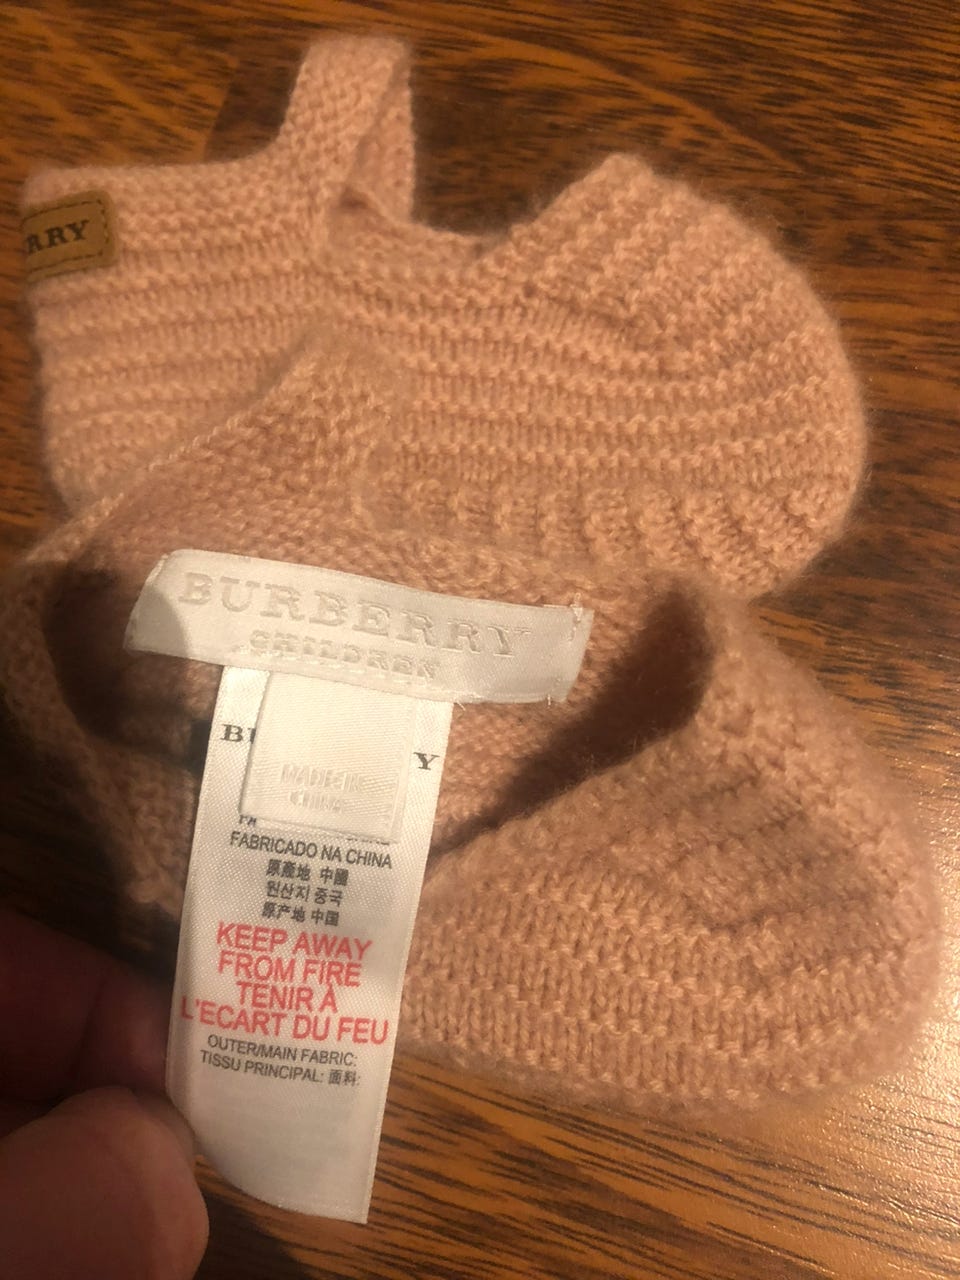 RRY
BURBERRY
CHILDREN
B Y
MADE IN
CHINA
FABRICADO NA CHINA
原產地 中國
원산지 중국
原产地 中国
KEEP AWAY
FROM FIRE
TENIR À
L'ECART DU FEU
OUTER/MAIN FABRIC:
TISSU PRINCIPAL: 面料: